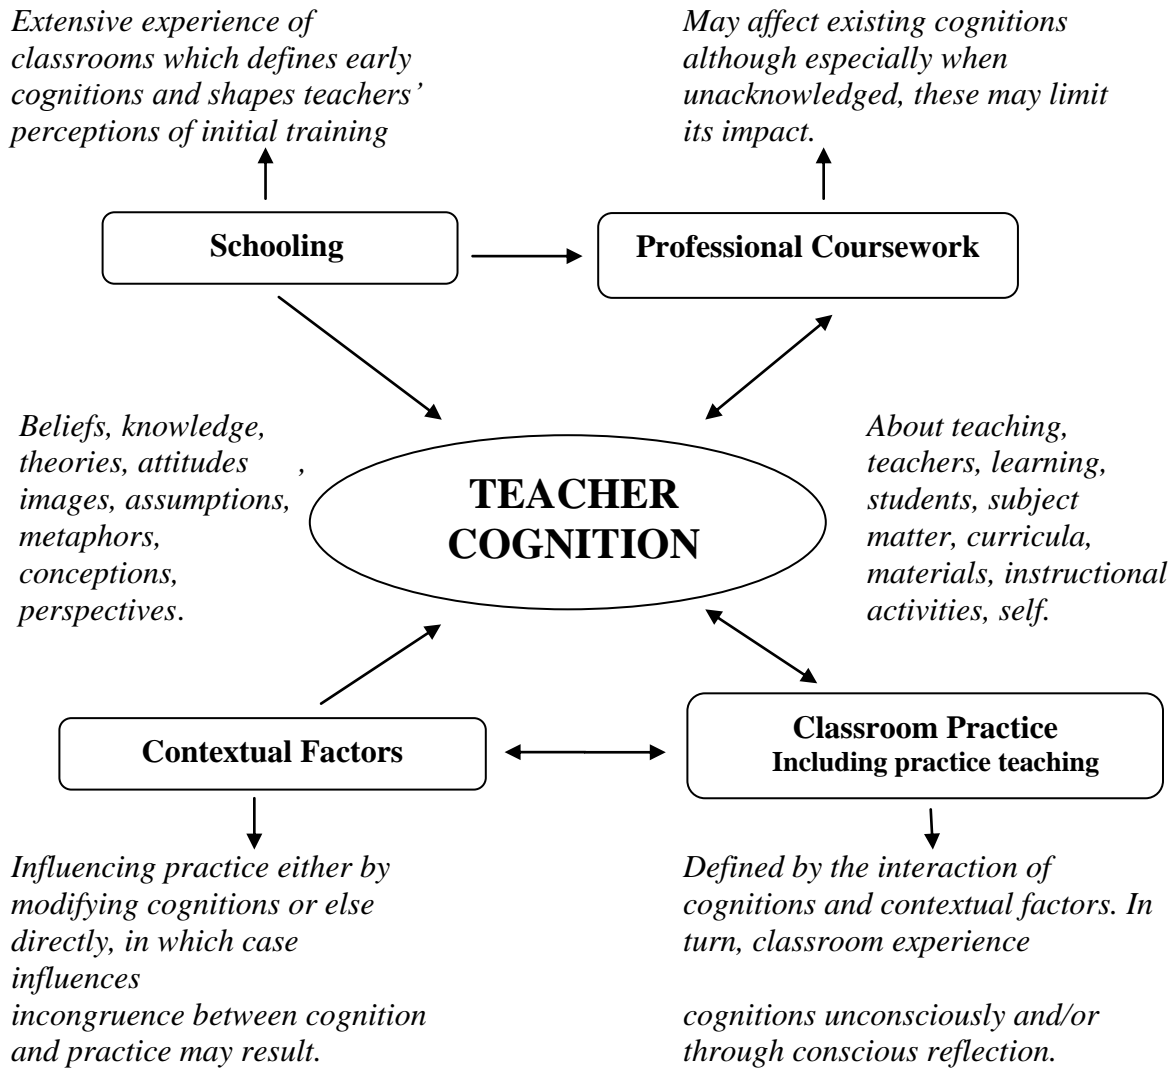 Extensive experience of
classrooms which defines early
cognitions and shapes teachers’
perceptions of initial training
May affect existing cognitions
although especially when
unacknowledged, these may limit
its impact.
Schooling
Professional Coursework
Beliefs, knowledge,
theories, attitudes ,
images, assumptions,
metaphors,
conceptions,
perspectives.
TEACHER
COGNITION
About teaching,
teachers, learning,
students, subject
matter, curricula,
materials, instructional
activities, self.
Contextual Factors
Classroom Practice
Including practice teaching
Influencing practice either by
modifying cognitions or else
directly, in which case
influences
incongruence between cognition
and practice may result.
Defined by the interaction of
cognitions and contextual factors. In
turn, classroom experience
cognitions unconsciously and/or
through conscious reflection.